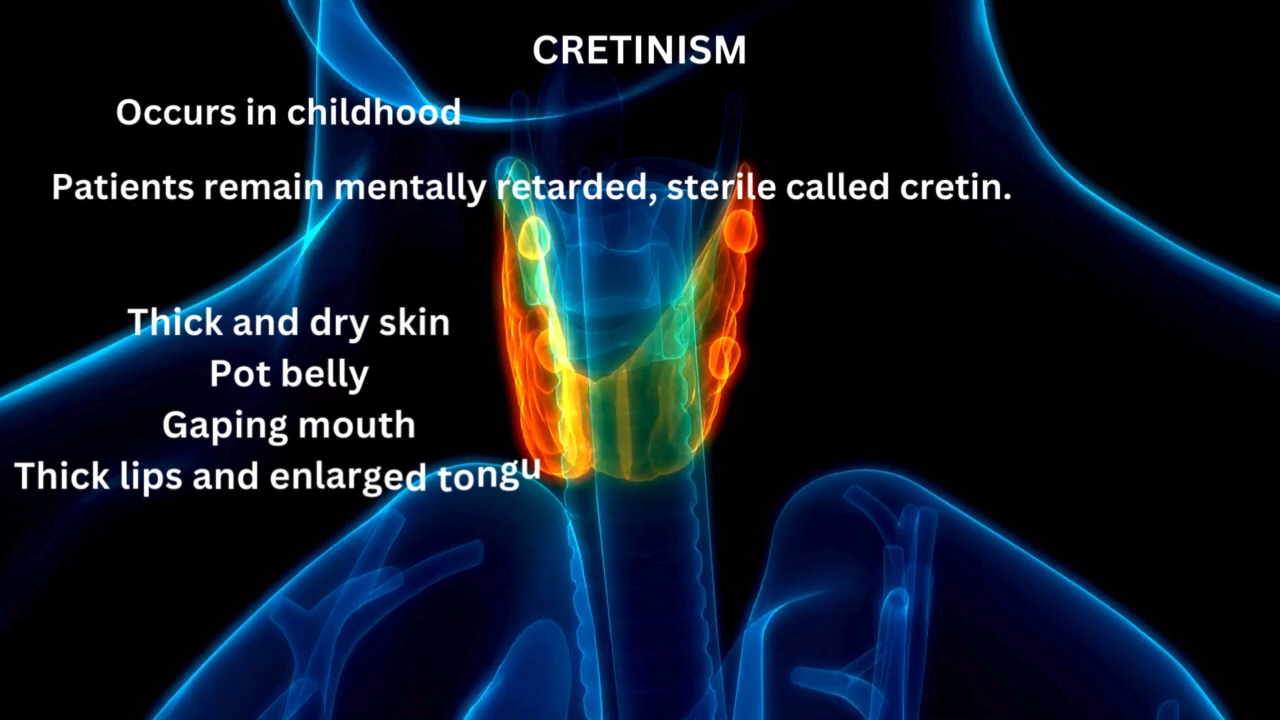 CRETINISM
Occurs in childhood
Patients remain mentally retarded, sterile called cretin.
Thick and dry skin
Pot belly
Gaping mouth
Thick lips and enlarged tongu